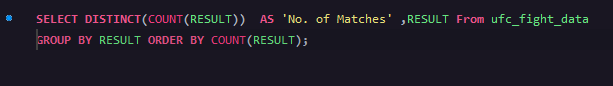 SELECT DISTINCT(COUNT(RESULT))  AS 'No. of Matches' ,RESULT From ufc_fight_data
GROUP BY RESULT ORDER BY COUNT(RESULT);